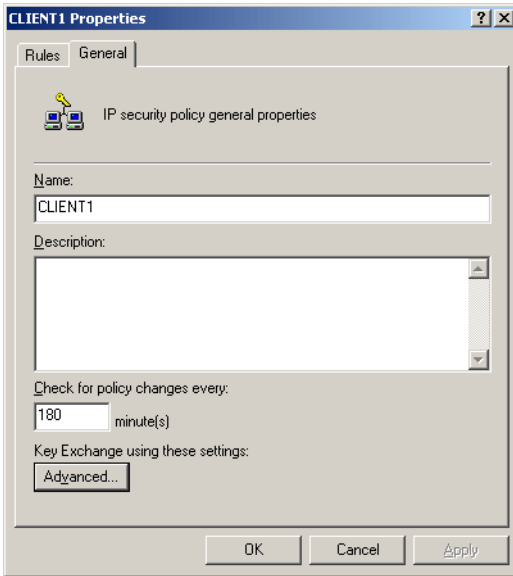 CLIENT1 Properties
Rules
General
IP security policy general properties
Name:
CLIENT1
Description:
Check for policy changes every:
180 minute(s)
Key Exchange using these settings:
Advanced...
OK Cancel Apply